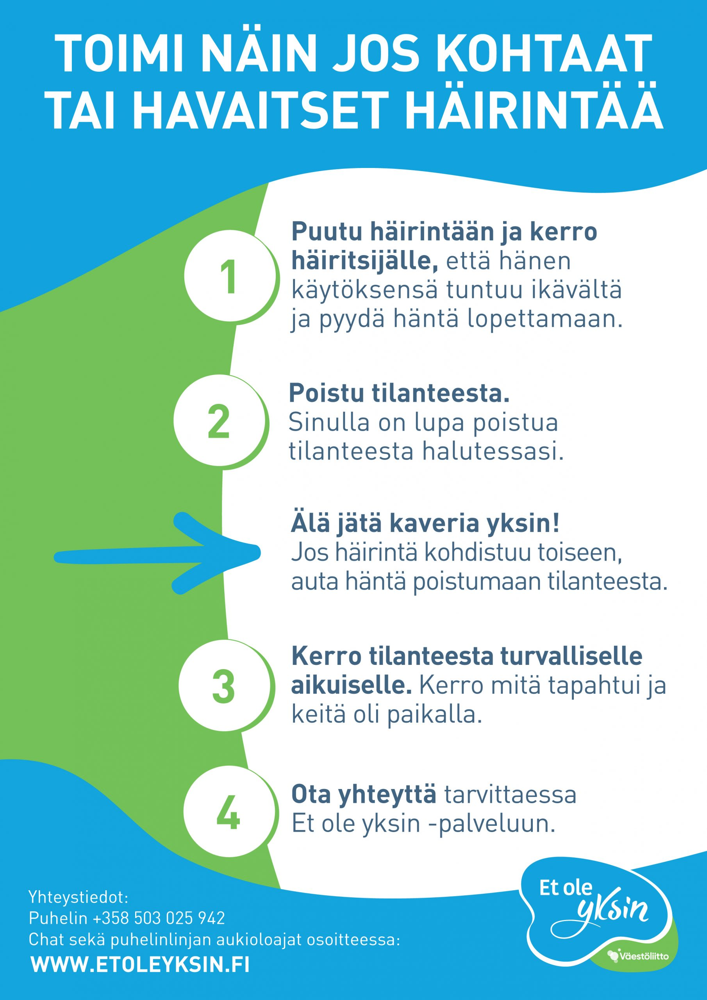 TOIMI NÄIN JOS KOHTAAT
TAI HAVAITSET HÄIRINTÄÄ
1
Puutu häirintään ja kerro
häiritsijälle, että hänen
käytöksensä tuntuu ikävältä
ja pyydä häntä lopettamaan.
2
Poistu tilanteesta.
Sinulla on lupa poistua
tilanteesta halutessasi.
Älä jätä kaveria yksin!
Jos häirintä kohdistuu toiseen,
auta häntä poistumaan tilanteesta.
3
Kerro tilanteesta turvalliselle
aikuiselle. Kerro mitä tapahtui ja
keitä oli paikalla.
4
Ota yhteyttä tarvittaessa
Et ole yksin -palveluun.
Yhteystiedot:
Puhelin +358 503 025 942
Chat sekä puhelinlinjan aukioloajat osoitteessa:
WWW.ETOLEYKSIN.FI
Et ole
yksin
Väestöliitto